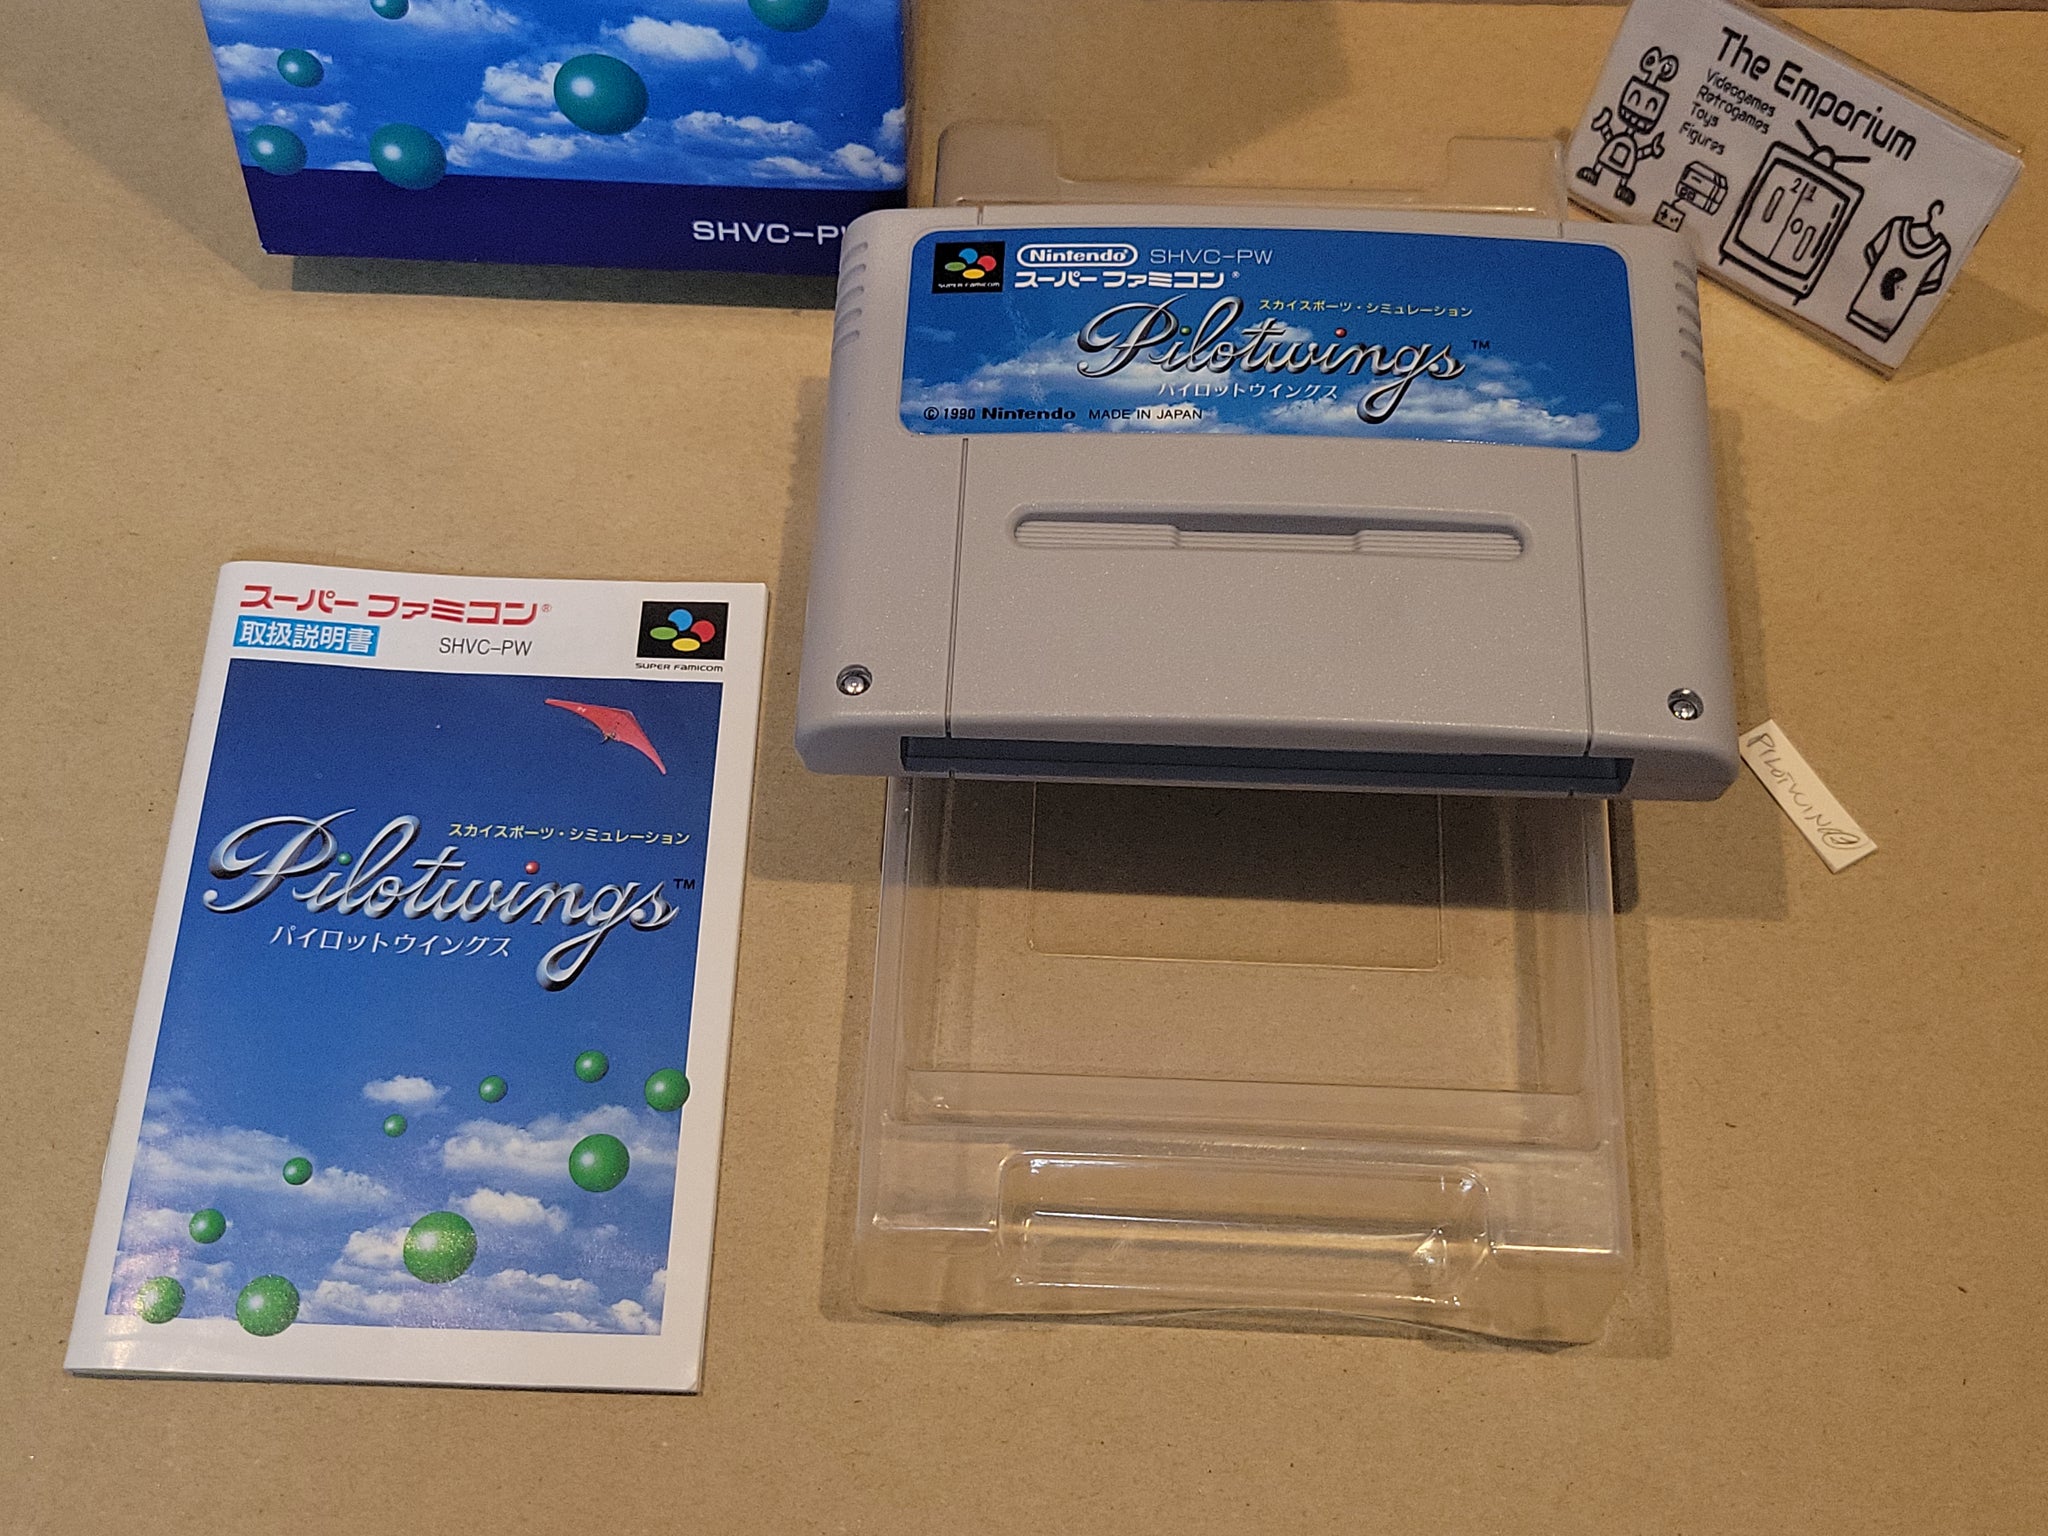 SHVC-PW
The Emporium
Videogames
Retrogames
Toys
Figures
21
SUPER FAMICOM
Nintendo® SHVC-PW
スーパーファミコン®
スカイスポーツ・シミュレーション
Pilotwings™
パイロットウイングス
©1990 Nintendo MADE IN JAPAN
PILOTWINGS
スーパーファミコン®
取扱説明書
SHVC-PW
SUPER FAMICOM
スカイスポーツ・シミュレーション
Pilotwings™
パイロットウイングス